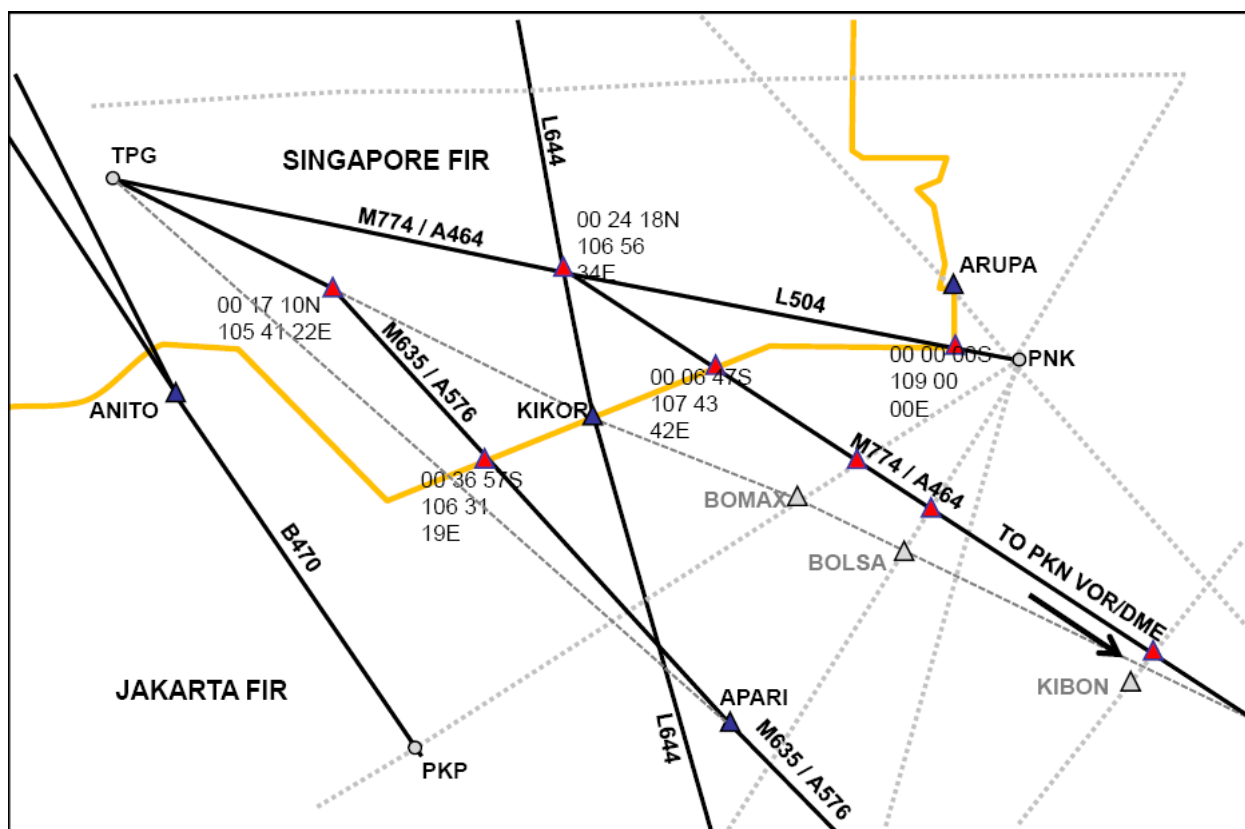 L644
TPG
SINGAPORE FIR
M774 / A464
00 24 18N
106 56
34E
ARUPA
L504
00 17 10N
105 41 22E
M635 / A576
00 00 00S
109 00
00E
PNK
ANITO
KIKOR
00 06 47S
107 43
42E
00 36 57S
106 31
19E
M774 / A464
BOMAX
B470
BOLSA
TO PKN VOR/DME
JAKARTA FIR
KIBON
APARI
L644
M635 / A576
PKP